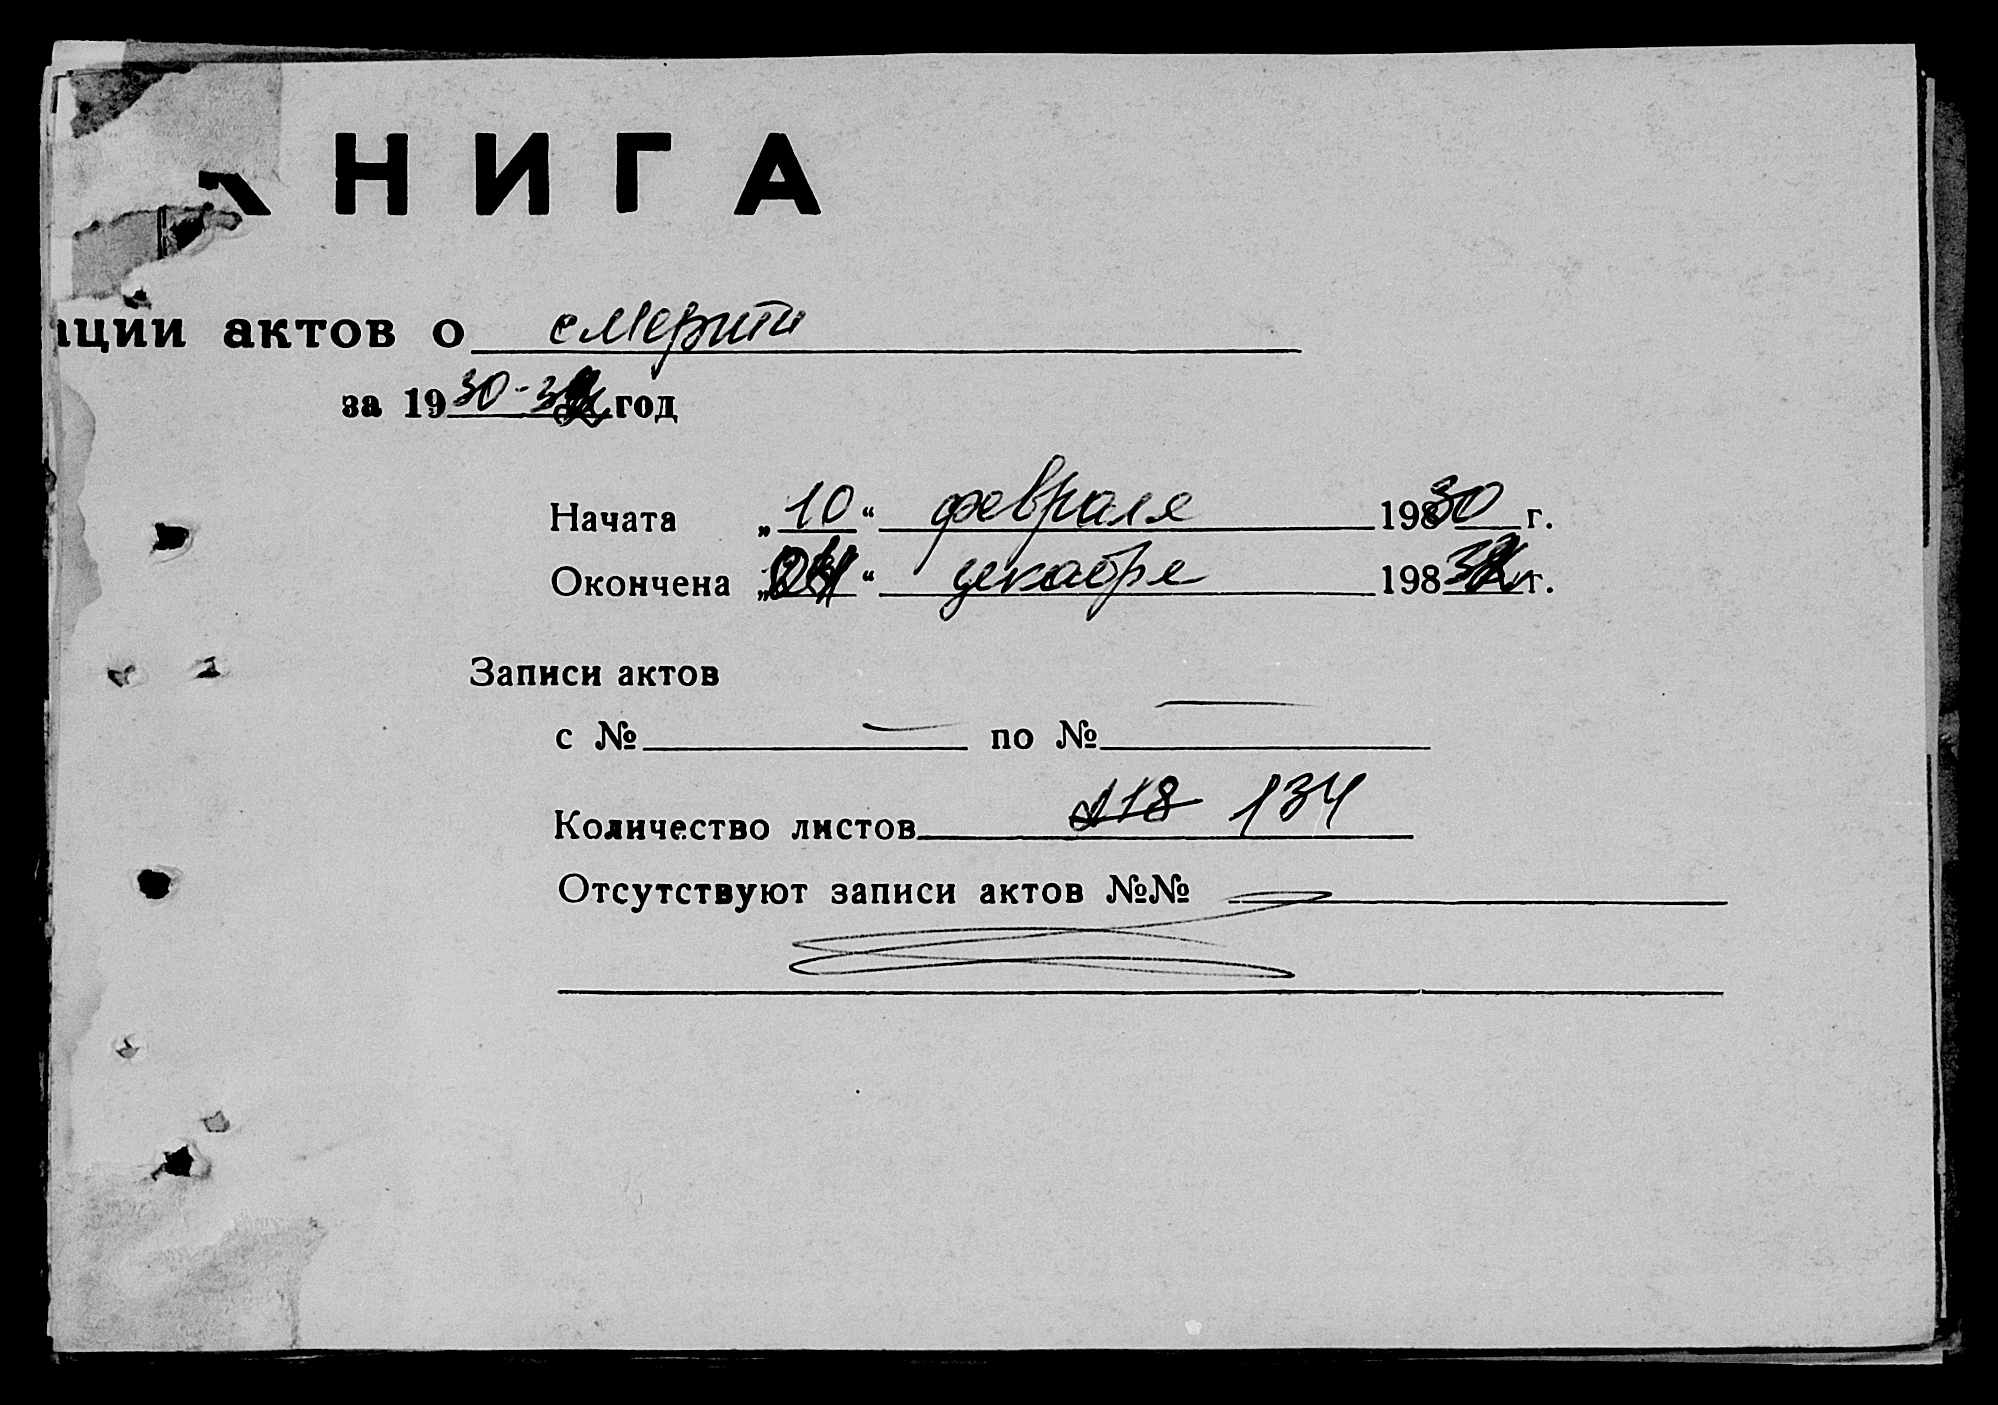 КНИГА
ации актов о смерти
за 1930-3 год
Начата „10“ февраля 1930 г.
Окончена „ “ декабре 198 г.
Записи актов
с № — по № —
Количество листов 118 134
Отсутствуют записи актов №№